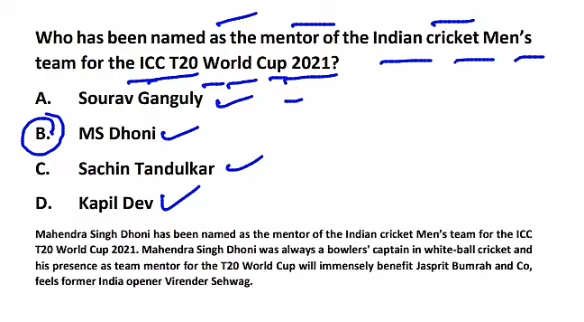 Who has been named as the mentor of the Indian cricket Men's
team for the ICC T20 World Cup 2021?
A. Sourav Ganguly
B. MS Dhoni
C. Sachin Tandulkar
D. Kapil Dev
Mahendra Singh Dhoni has been named as the mentor of the Indian cricket Men's team for the ICC
T20 World Cup 2021. Mahendra Singh Dhoni was always a bowlers' captain in white-ball cricket and
his presence as team mentor for the T20 World Cup will immensely benefit Jasprit Bumrah and Co,
feels former India opener Virender Sehwag.